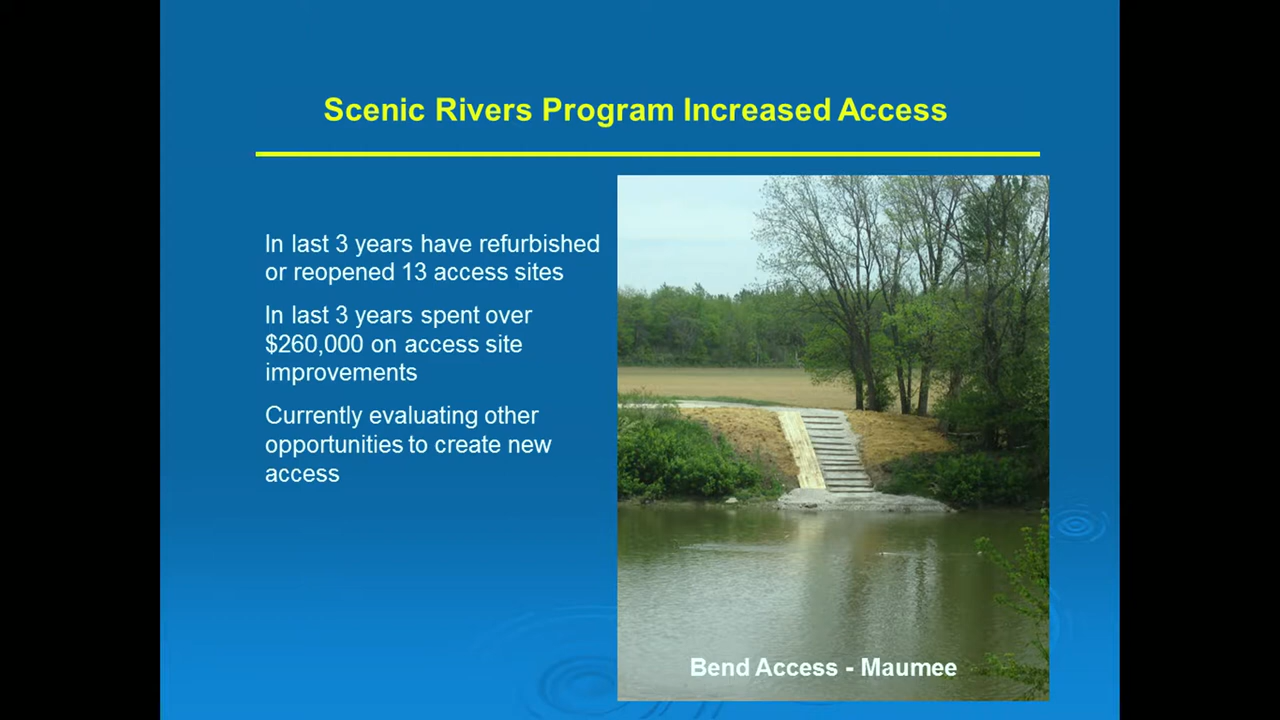 Scenic Rivers Program Increased Access
In last 3 years have refurbished
or reopened 13 access sites
In last 3 years spent over
$260,000 on access site
improvements
Currently evaluating other
opportunities to create new
access
Bend Access - Maumee